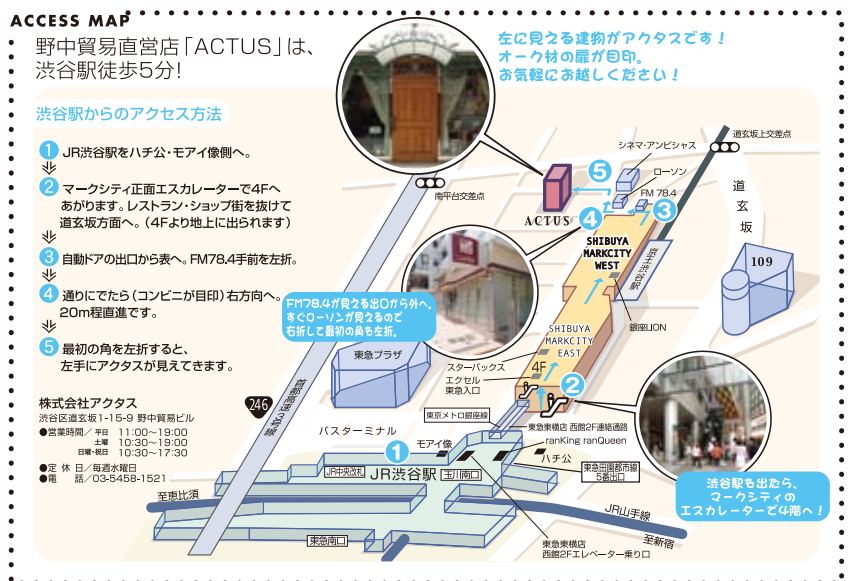 ACCESS MAP
野中貿易直営店「ACTUS」は、
渋谷駅徒歩5分!
左に見える建物がアクタスです!
オーク材の扉が目印。
お気軽にお越しください!
渋谷駅からのアクセス方法
1 JR渋谷駅をハチ公・モアイ像側へ。
2 マークシティ正面エスカレーターで4Fへ
あがります。レストラン・ショップ街を抜けて
道玄坂方面へ。(4Fより地上に出られます)
3 自動ドアの出口から表へ。FM78.4手前を左折。
4 通りにでたら(コンビニが目印)右方向へ。
20m程直進です。
5 最初の角を左折すると、
左手にアクタスが見えてきます。
株式会社アクタス
渋谷区道玄坂1-15-9 野中貿易ビル
●営業時間/平日 11:00〜19:00
土曜 10:30〜19:00
日曜・祝日 10:30〜17:30
●定休日/毎週水曜日
●電話/03-5458-1521
道玄坂上交差点
シネマ・アンビシャス
ローソン
FM 78.4
南平台交差点
道玄坂
5
ACTUS
4
3
SHIBUYA
MARKCITY
WEST
京王渋谷駅
109
FM78.4が見える出口から外へ。
すぐローソンが見えるので
右折して最初の角を左折。
銀座LION
SHIBUYA
MARKCITY
EAST
東急プラザ
スターバックス
4F
エクセル
東急入口
2
首都高速3号線
246
東京メトロ銀座線
バスターミナル
東急東横店 西館2F連絡通路
ranKing ranQueen
1
モアイ像
ハチ公
JR中央改札
JR渋谷駅
玉川南口
東急田園都市線
5番出口
渋谷駅を出たら、
マークシティの
エスカレーターで4階へ!
至恵比須
JR山手線
至新宿
東急南口
東急東横店
西館2Fエレベーター乗り口